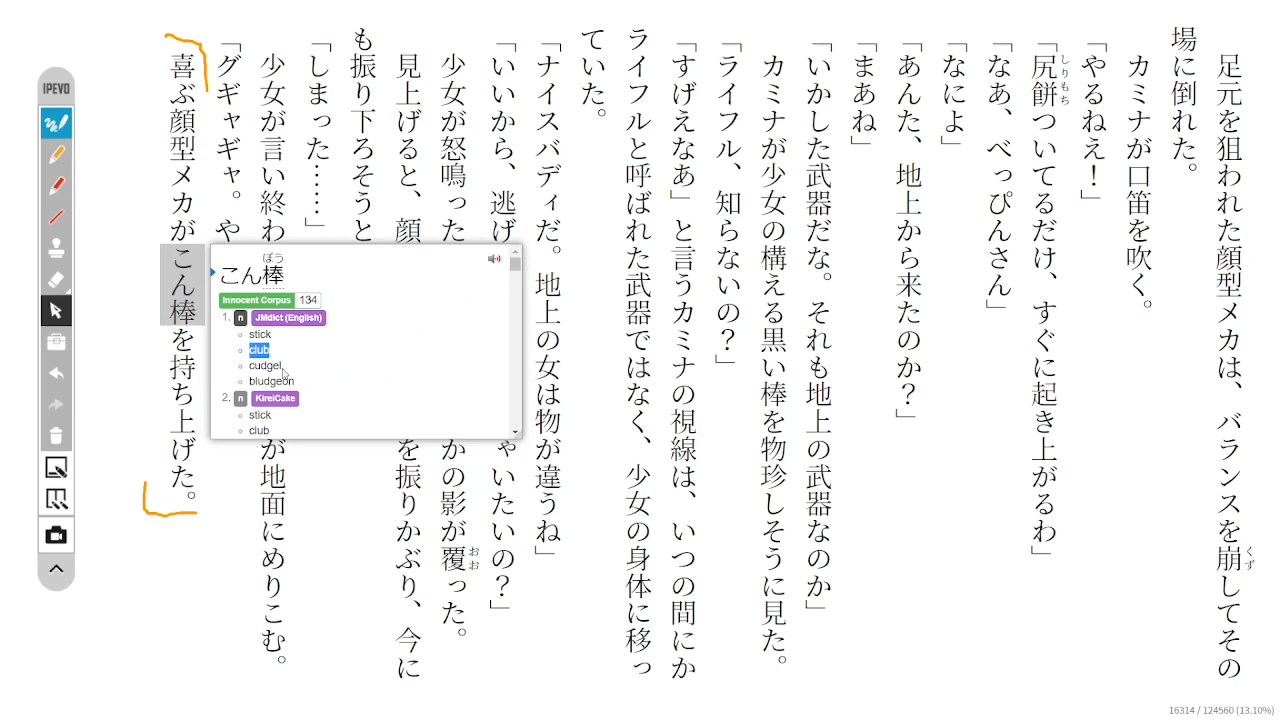 足元を狙われた顔型メカは、バランスを崩してその
くず
場に倒れた。
カミナが口笛を吹く。
「やるねえ！」
「尻餅ついてるだけ、すぐに起き上がるわ」
しりもち
「なあ、べっぴんさん」
「なによ」
「あんた、地上から来たのか？」
「まあね」
「いかした武器だな。それも地上の武器なのか」
カミナが少女の構える黒い棒を物珍しそうに見た。
「ライフル、知らないの？」
「すげえなあ」と言うカミナの視線は、いつの間にか
ライフルと呼ばれた武器ではなく、少女の身体に移っ
ていた。
「ナイスバディだ。地上の女は物が違うね」
「いいから、逃げ ゃいたいの？」
少女が怒鳴った かの影が覆った。
おお
見上げると、顔 を振りかぶり、今に
も振り下ろそうと
「しまった……」
少女が言い終わ が地面にめりこむ。
「グギャギャ。や
喜ぶ顔型メカがこん棒を持ち上げた。
ぼう
こん棒
Innocent Corpus 134
1. n JMdict (English)
stick
club
cudgel
bludgeon
2. n KireiCake
stick
club
IPEVO
16314 / 124560 (13.10%)